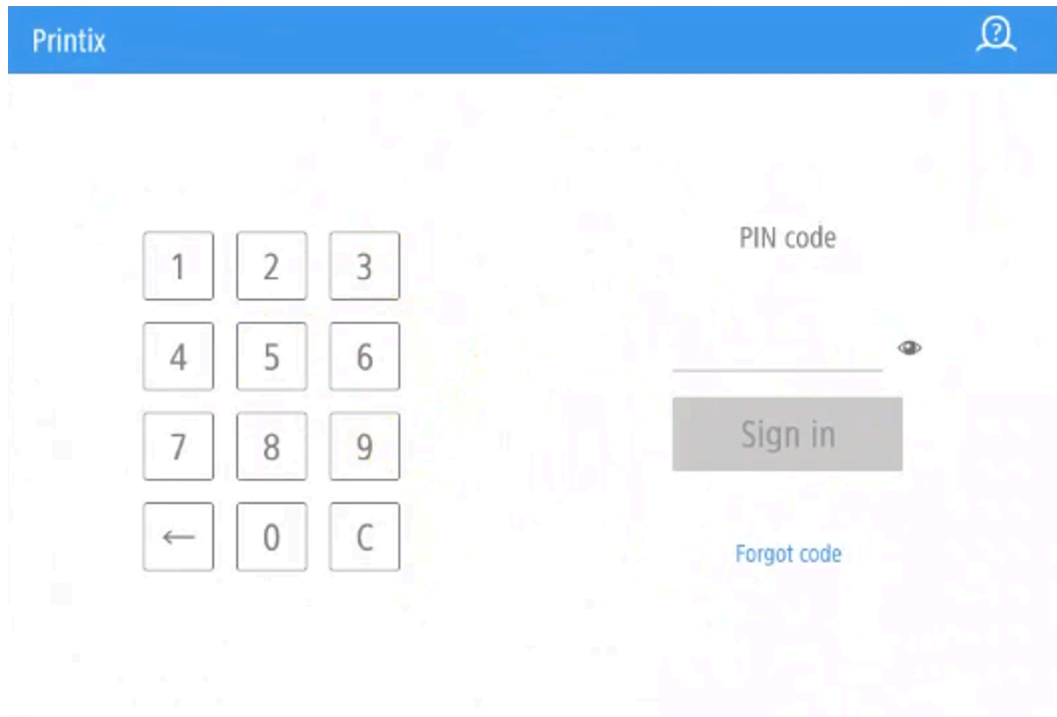 Printix
?
1 2 3
4 5 6
7 8 9
← 0 C
PIN code
Sign in
Forgot code